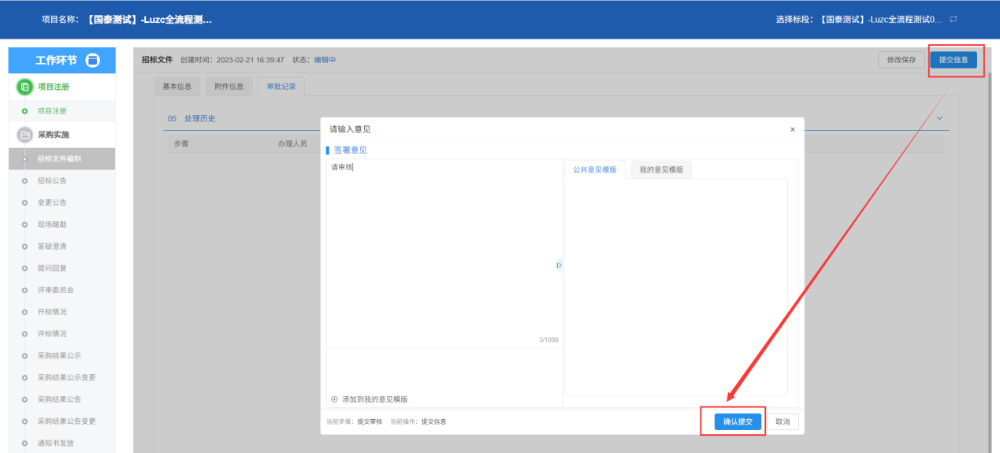 项目名称： 【国泰测试】-Luzc全流程测... 选择标段： 【国泰测试】-Luzc全流程测试0...
工作环节
项目注册
项目注册
采购实施
招标文件编制
招标公告
变更公告
现场踏勘
答疑澄清
提问回复
评审委员会
开标情况
评标情况
采购结果公示
采购结果公示变更
采购结果公告
采购结果公告变更
通知书发放
招标文件 创建时间：2023-02-21 16:39:47 状态：编辑中 修改保存 提交信息
基本信息 附件信息 审批记录
05 处理历史
步骤 办理人员
请输入意见 ×
签署意见
请审核
公共意见模版 我的意见模版
3/1000
添加到我的意见模版
当前步骤：提交审核 当前操作：提交信息 确认提交 取消